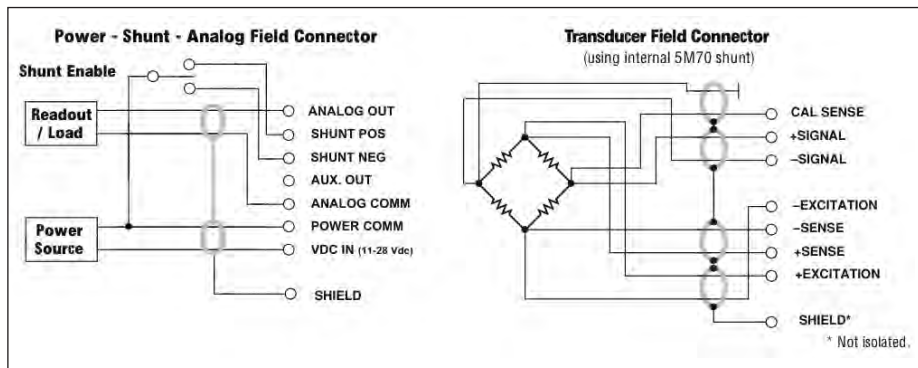 Power - Shunt - Analog Field Connector
Shunt Enable
Readout
/ Load
Power
Source
ANALOG OUT
SHUNT POS
SHUNT NEG
AUX. OUT
ANALOG COMM
POWER COMM
VDC IN (11-28 Vdc)
SHIELD
Transducer Field Connector
(using internal 5M70 shunt)
CAL SENSE
+SIGNAL
–SIGNAL
–EXCITATION
–SENSE
+SENSE
+EXCITATION
SHIELD*
* Not isolated.